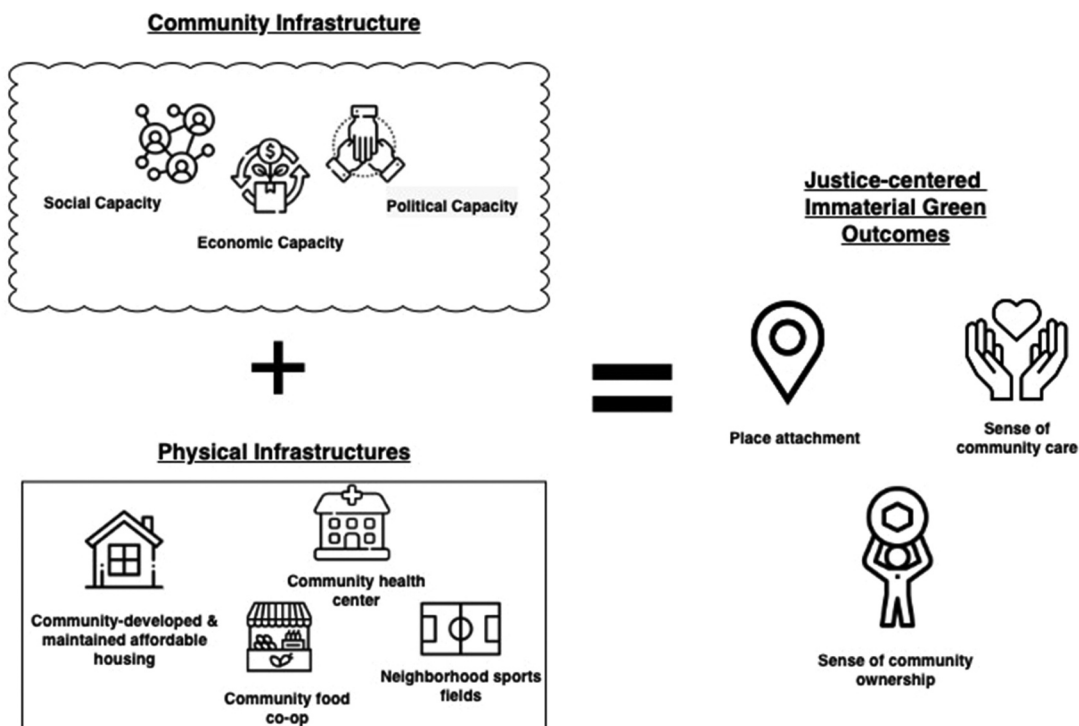 Community Infrastructure
Social Capacity
Economic Capacity
Political Capacity
+
Physical Infrastructures
Community-developed &
maintained affordable
housing
Community health
center
Community food
co-op
Neighborhood sports
fields
=
Justice-centered
Immaterial Green
Outcomes
Place attachment
Sense of
community care
Sense of community
ownership